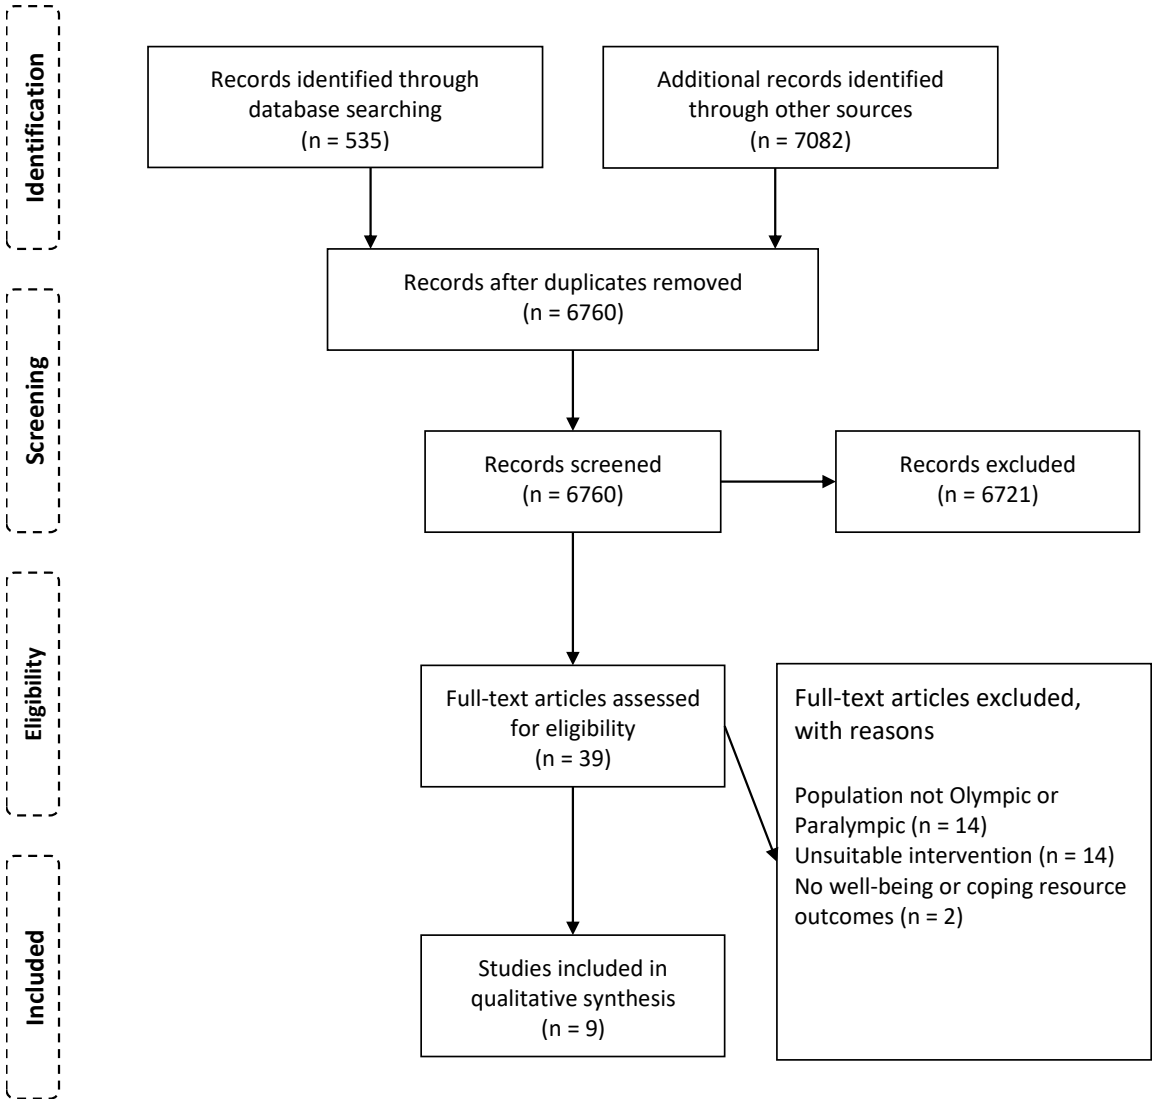 Identification
Records identified through
database searching
(n = 535)
Additional records identified
through other sources
(n = 7082)
Records after duplicates removed
(n = 6760)
Screening
Records screened
(n = 6760)
Records excluded
(n = 6721)
Eligibility
Full-text articles assessed
for eligibility
(n = 39)
Full-text articles excluded,
with reasons
Population not Olympic or
Paralympic (n = 14)
Unsuitable intervention (n = 14)
No well-being or coping resource
outcomes (n = 2)
Included
Studies included in
qualitative synthesis
(n = 9)